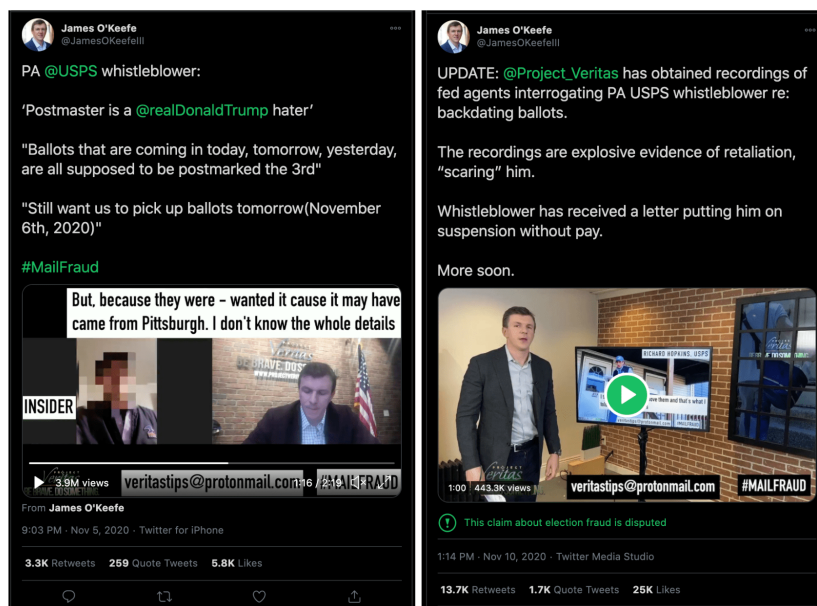 James O'Keefe
@JamesOKeefeIII
PA @USPS whistleblower:
‘Postmaster is a @realDonaldTrump hater’
"Ballots that are coming in today, tomorrow, yesterday,
are all supposed to be postmarked the 3rd"
"Still want us to pick up ballots tomorrow(November
6th, 2020)"
#MailFraud
But, because they were – wanted it cause it may have
came from Pittsburgh. I don't know the whole details
INSIDER
3.9M views
veritastips@protonmail.com
1:16 / 2:19
#MAILFRAUD
From James O'Keefe
9:03 PM · Nov 5, 2020 · Twitter for iPhone
3.3K Retweets 259 Quote Tweets 5.8K Likes
James O'Keefe
@JamesOKeefeIII
UPDATE: @Project_Veritas has obtained recordings of
fed agents interrogating PA USPS whistleblower re:
backdating ballots.
The recordings are explosive evidence of retaliation,
“scaring” him.
Whistleblower has received a letter putting him on
suspension without pay.
More soon.
RICHARD HOPKINS, USPS
1:00 443.3K views
veritastips@protonmail.com
#MAILFRAUD
This claim about election fraud is disputed
1:14 PM · Nov 10, 2020 · Twitter Media Studio
13.7K Retweets 1.7K Quote Tweets 25K Likes